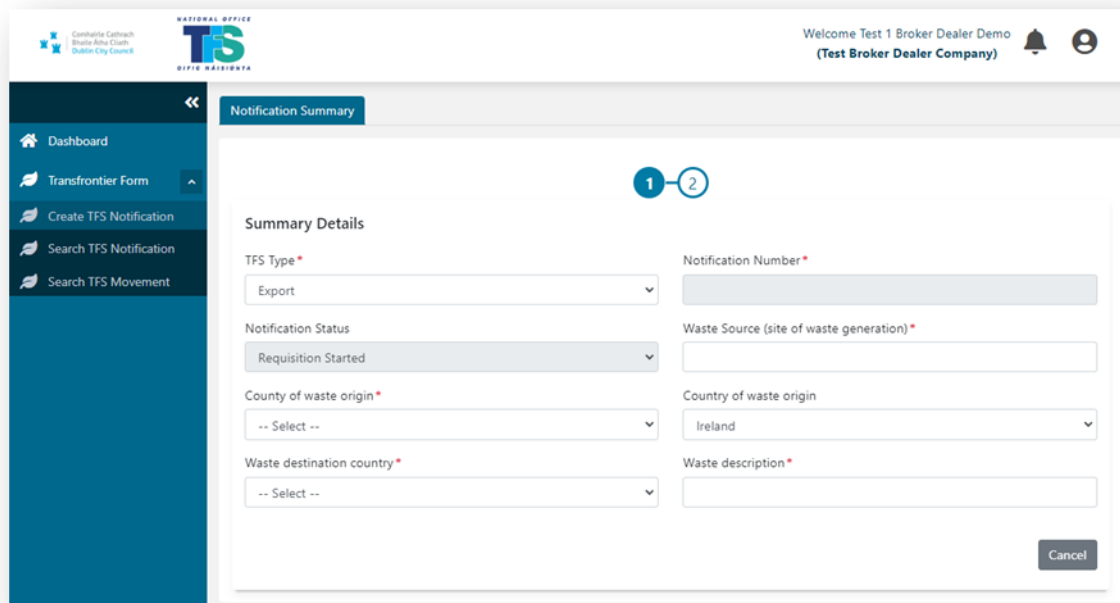 Comhairle Cathrach
Bhaile Átha Cliath
Dublin City Council
NATIONAL OFFICE
TFS
OIFIG NÁISIÚNTA
Welcome Test 1 Broker Dealer Demo
(Test Broker Dealer Company)
Notification Summary
Dashboard
Transfrontier Form
Create TFS Notification
Search TFS Notification
Search TFS Movement
1
2
Summary Details
TFS Type*
Notification Number*
Export
Notification Status
Waste Source (site of waste generation)*
Requisition Started
County of waste origin*
Country of waste origin
-- Select --
Ireland
Waste destination country*
Waste description*
-- Select --
Cancel